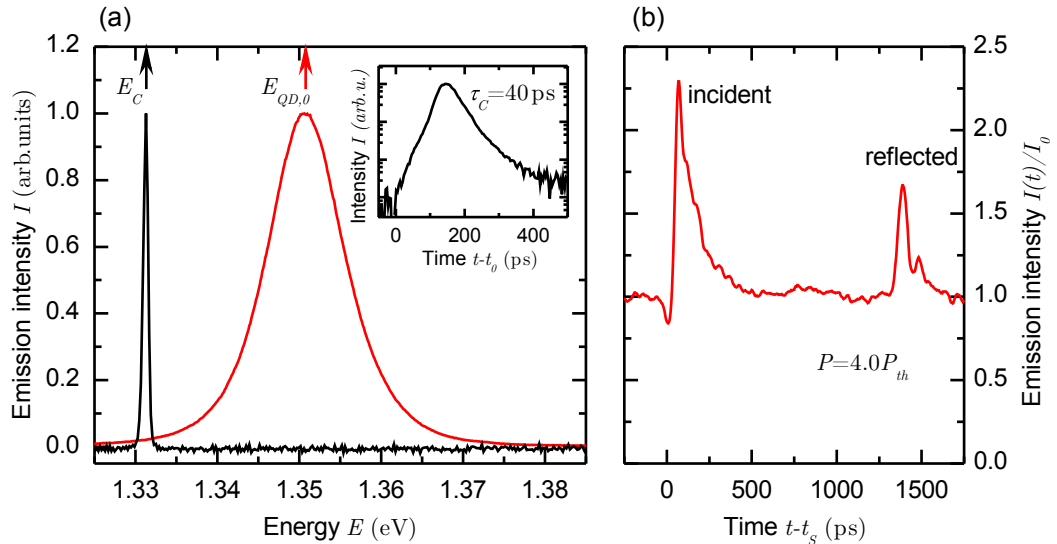 (a)
Emission intensity I (arb.units)
1.2
1.0
0.8
0.6
0.4
0.2
0.0
E_C
E_QD,0
Intensity I (arb.u.)
τ_C=40 ps
0 200 400
Time t-t_0 (ps)
1.33 1.34 1.35 1.36 1.37 1.38
Energy E (eV)
(b)
incident
reflected
P=4.0P_th
2.5
2.0
1.5
1.0
0.5
0.0
Emission intensity I(t)/I_0
0 500 1000 1500
Time t-t_S (ps)